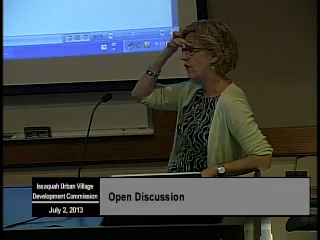 Issaquah Urban Village
Development Commission
July 2, 2013
Open Discussion